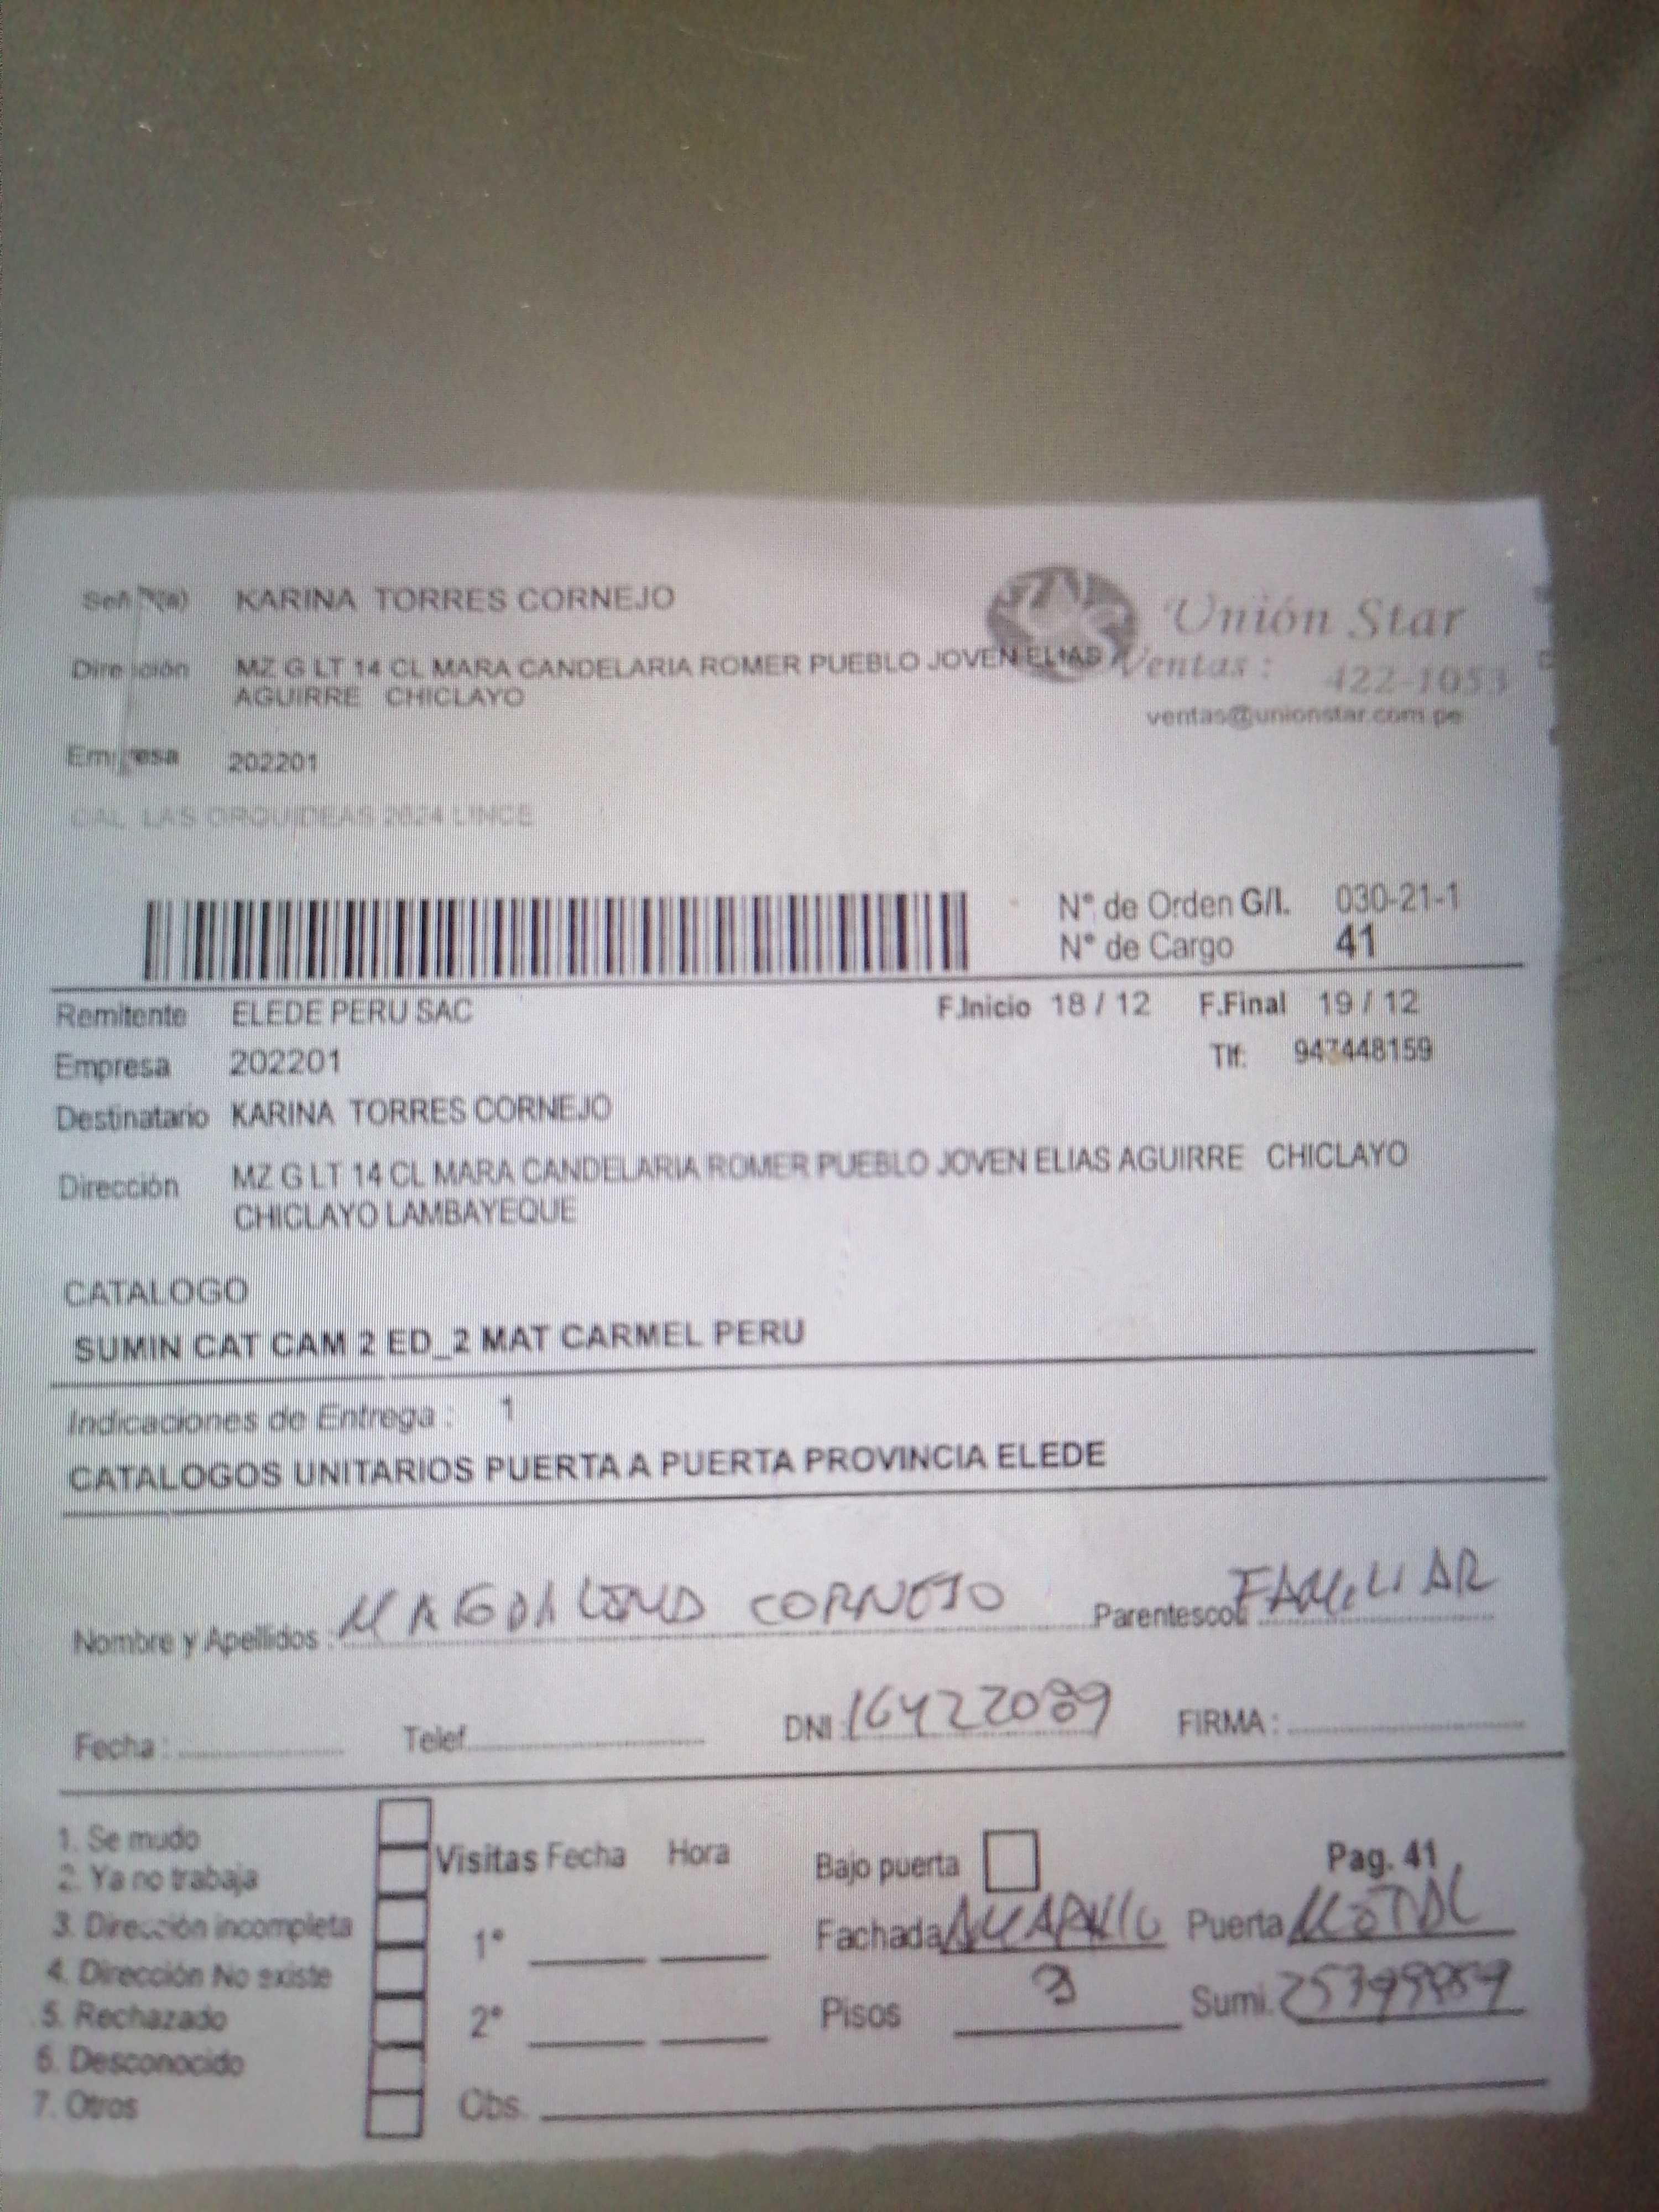 Señor(a) KARINA TORRES CORNEJO
Unión Star
Dirección MZ G LT 14 CL MARA CANDELARIA ROMER PUEBLO JOVEN ELIAS
AGUIRRE CHICLAYO
Ventas : 422-1053
ventas@unionstar.com.pe
Empresa 202201
CAL LAS ORQUIDEAS 2624 LINCE
N° de Orden G/I. 030-21-1
N° de Cargo 41
Remitente ELEDE PERU SAC F.Inicio 18 / 12 F.Final 19 / 12
Empresa 202201 Tlf: 947448159
Destinatario KARINA TORRES CORNEJO
Dirección MZ G LT 14 CL MARA CANDELARIA ROMER PUEBLO JOVEN ELIAS AGUIRRE CHICLAYO
CHICLAYO LAMBAYEQUE
CATALOGO
SUMIN CAT CAM 2 ED_2 MAT CARMEL PERU
Indicaciones de Entrega : 1
CATALOGOS UNITARIOS PUERTA A PUERTA PROVINCIA ELEDE
Nombre y Apellidos : CORNEJO Parentesco: FAMILIAR
Fecha : Telef. DNI: 16422089 FIRMA :
1. Se mudo
2. Ya no trabaja
3. Dirección incompleta
4. Dirección No existe
5. Rechazado
6. Desconocido
7. Otros
Visitas Fecha Hora
1°
2°
Obs.
Bajo puerta Pag. 41
Fachada Puerta
Pisos 3 Sumi.